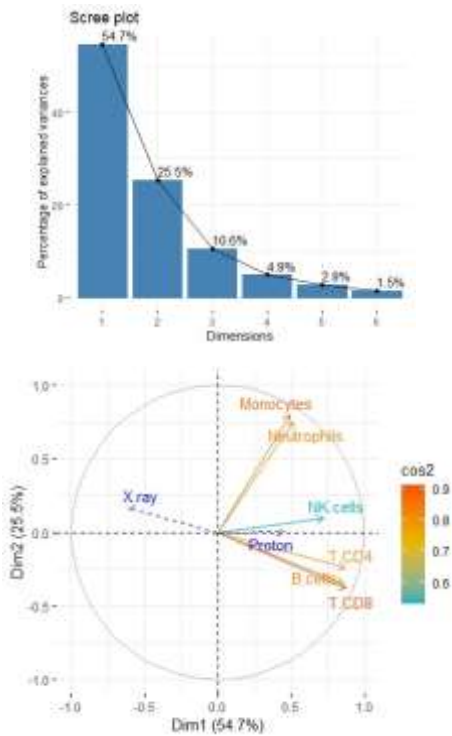 Scree plot
54.7%
25.5%
10.6%
4.9%
2.9%
1.5%
40
20
0
Percentage of explained variances
1 2 3 4 5 6
Dimensions
1.0
0.5
0.0
-0.5
-1.0
Dim2 (25.5%)
Monocytes
Neutrophils
X ray
NK cells
Proton
T.CD4
B.cells
T.CD8
-1.0 -0.5 0.0 0.5 1.0
Dim1 (54.7%)
cos2
0.9
0.8
0.7
0.6